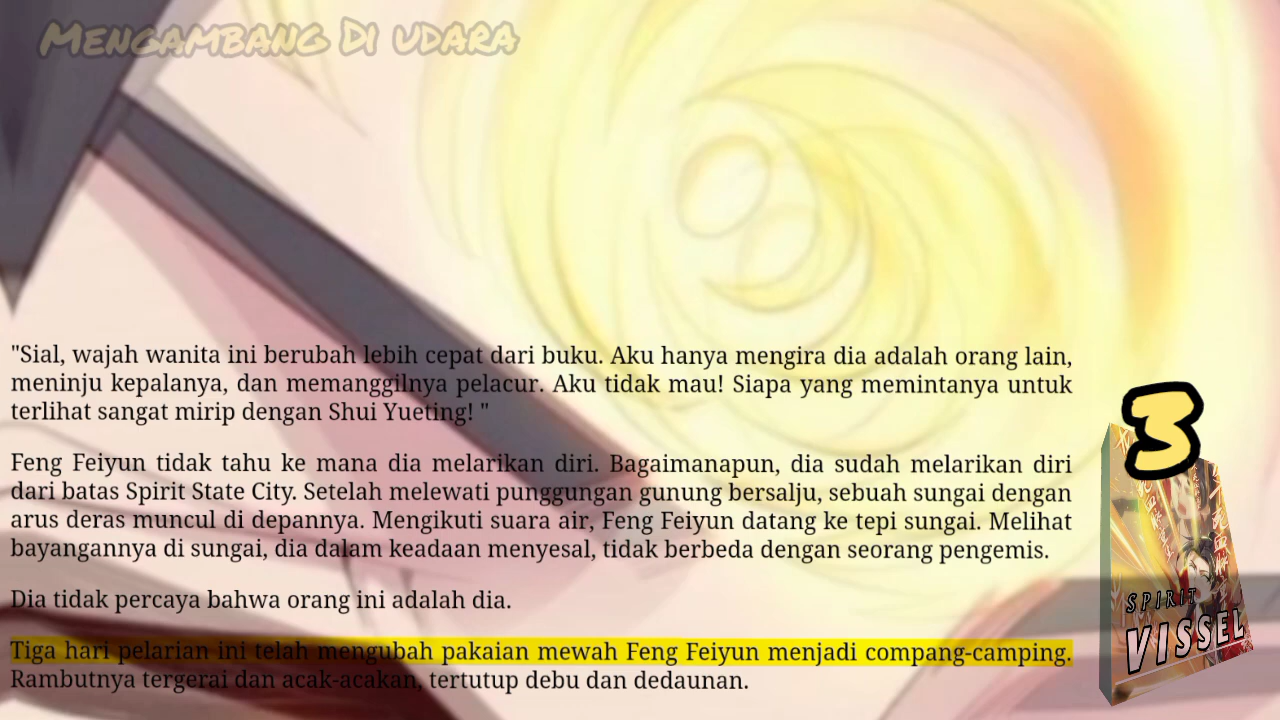 Mengambang Di udara
"Sial, wajah wanita ini berubah lebih cepat dari buku. Aku hanya mengira dia adalah orang lain,
meninju kepalanya, dan memanggilnya pelacur. Aku tidak mau! Siapa yang memintanya untuk
terlihat sangat mirip dengan Shui Yueting! "
Feng Feiyun tidak tahu ke mana dia melarikan diri. Bagaimanapun, dia sudah melarikan diri
dari batas Spirit State City. Setelah melewati punggungan gunung bersalju, sebuah sungai dengan
arus deras muncul di depannya. Mengikuti suara air, Feng Feiyun datang ke tepi sungai. Melihat
bayangannya di sungai, dia dalam keadaan menyesal, tidak berbeda dengan seorang pengemis.
Dia tidak percaya bahwa orang ini adalah dia.
Tiga hari pelarian ini telah mengubah pakaian mewah Feng Feiyun menjadi compang-camping.
Rambutnya tergerai dan acak-acakan, tertutup debu dan dedaunan.
3
SPIRIT
VISSEL